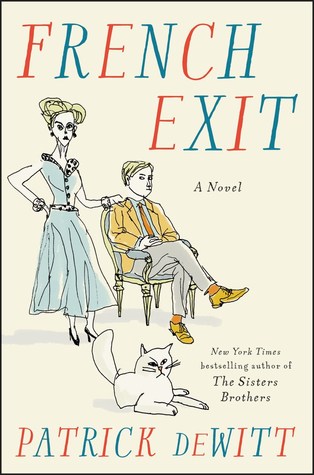 FRENCH
EXIT
A Novel
New York Times
bestselling author of
The Sisters
Brothers
PATRICK DEWITT